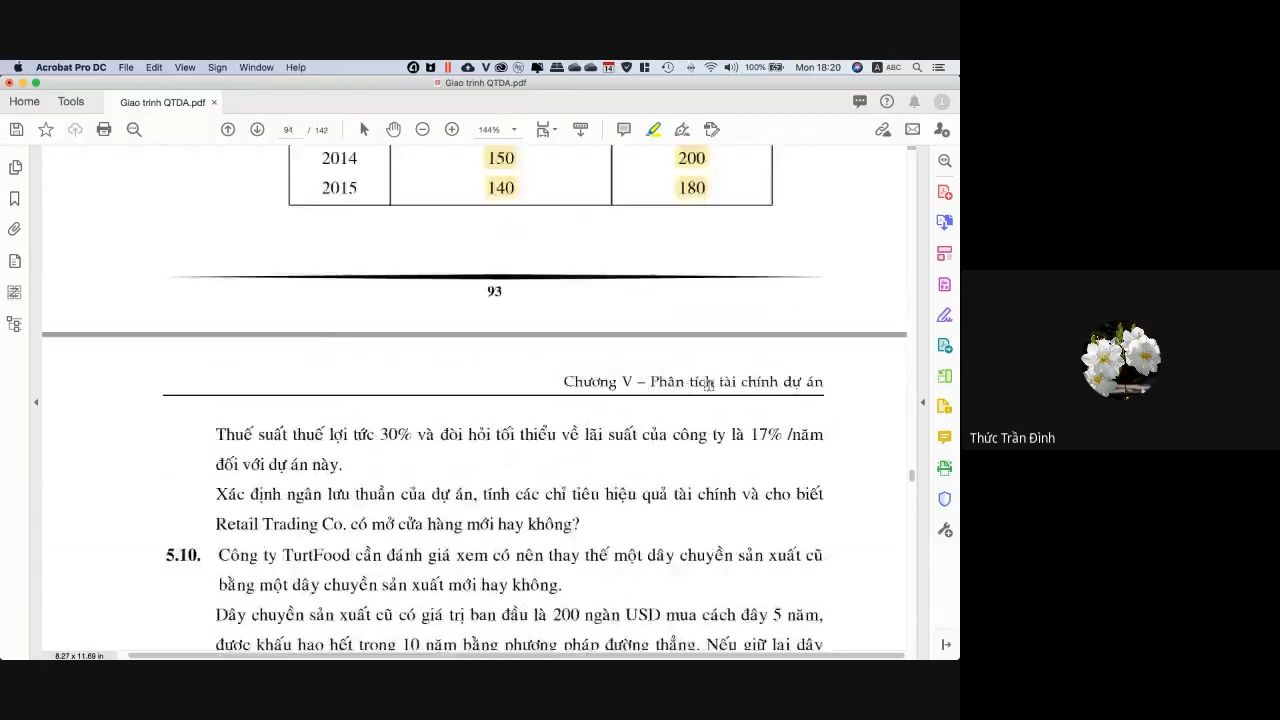 Acrobat Pro DC File Edit View Sign Window Help 14 100% Mon 18:20 A ABC
Giao trinh QTDA.pdf
Home Tools Giao trinh QTDA.pdf ×
94 / 142 144%
2014 150 200
2015 140 180
93
Chương V – Phân tích tài chính dự án
Thuế suất thuế lợi tức 30% và đòi hỏi tối thiểu về lãi suất của công ty là 17% /năm
đối với dự án này.
Xác định ngân lưu thuần của dự án, tính các chỉ tiêu hiệu quả tài chính và cho biết
Retail Trading Co. có mở cửa hàng mới hay không?
5.10. Công ty TurtFood cần đánh giá xem có nên thay thế một dây chuyền sản xuất cũ
bằng một dây chuyền sản xuất mới hay không.
Dây chuyền sản xuất cũ có giá trị ban đầu là 200 ngàn USD mua cách đây 5 năm,
được khấu hao hết trong 10 năm bằng phương pháp đường thẳng. Nếu giữ lại dây
8.27 x 11.69 in
Thức Trần Đình